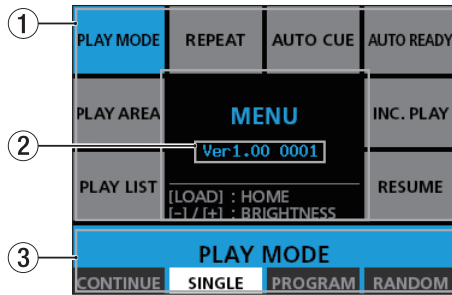 1
PLAY MODE REPEAT AUTO CUE AUTO READY
PLAY AREA MENU INC. PLAY
2
Ver1.00 0001
PLAY LIST RESUME
[LOAD] : HOME
[-] / [+] : BRIGHTNESS
3
PLAY MODE
CONTINUE SINGLE PROGRAM RANDOM